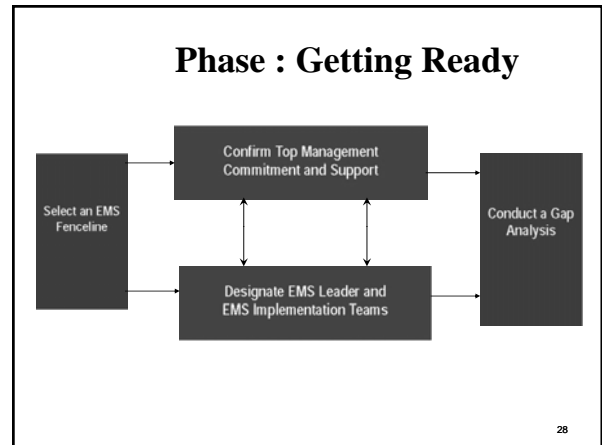 Phase : Getting Ready
Select an EMS
Fenceline
Confirm Top Management
Commitment and Support
Designate EMS Leader and
EMS Implementation Teams
Conduct a Gap
Analysis
28